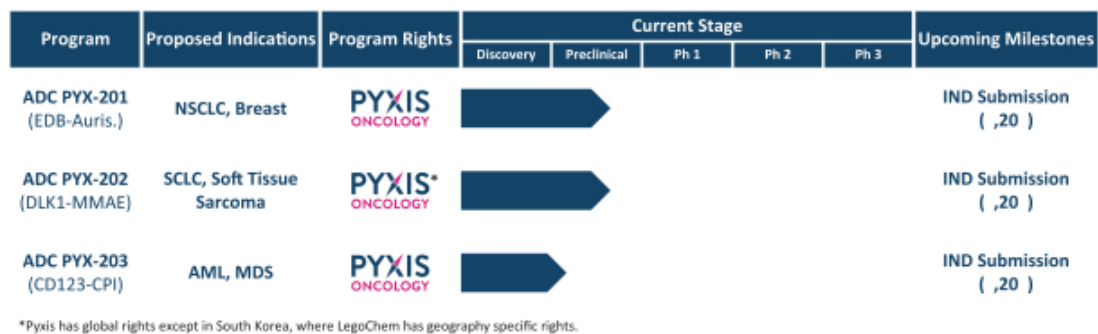 Program
Proposed Indications
Program Rights
Current Stage
Discovery
Preclinical
Ph 1
Ph 2
Ph 3
Upcoming Milestones
ADC PYX-201
(EDB-Auris.)
NSCLC, Breast
PYXIS
ONCOLOGY
IND Submission
( ,20 )
ADC PYX-202
(DLK1-MMAE)
SCLC, Soft Tissue
Sarcoma
PYXIS*
ONCOLOGY
IND Submission
( ,20 )
ADC PYX-203
(CD123-CPI)
AML, MDS
PYXIS
ONCOLOGY
IND Submission
( ,20 )
*Pyxis has global rights except in South Korea, where LegoChem has geography specific rights.